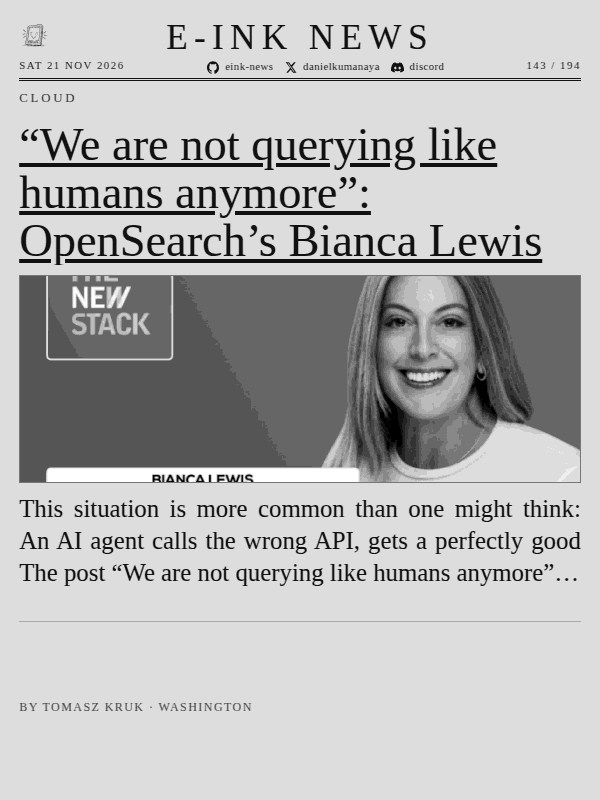 E-INK NEWS
SAT 21 NOV 2026
eink-news
danielkumanaya
discord
143 / 194
CLOUD
“We are not querying like
humans anymore”:
OpenSearch’s Bianca Lewis
THE
NEW
STACK
BIANCA LEWIS
This situation is more common than one might think:
An AI agent calls the wrong API, gets a perfectly good
The post “We are not querying like humans anymore”…
BY TOMASZ KRUK · WASHINGTON